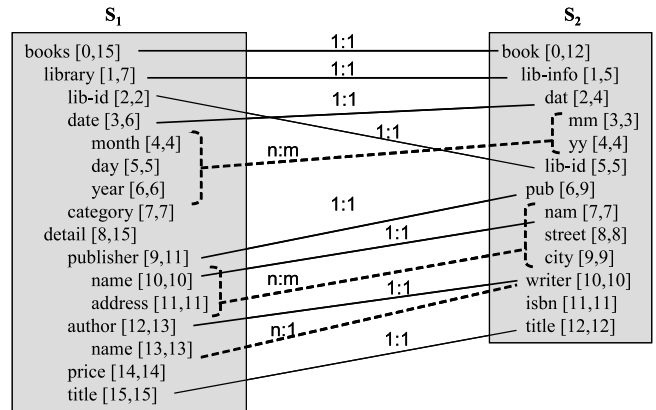 S1
books [0,15]
library [1,7]
lib-id [2,2]
date [3,6]
month [4,4]
day [5,5]
year [6,6]
category [7,7]
detail [8,15]
publisher [9,11]
name [10,10]
address [11,11]
author [12,13]
name [13,13]
price [14,14]
title [15,15]
1:1
1:1
1:1
1:1
n:m
1:1
1:1
n:m
1:1
n:1
1:1
S2
book [0,12]
lib-info [1,5]
dat [2,4]
mm [3,3]
yy [4,4]
lib-id [5,5]
pub [6,9]
nam [7,7]
street [8,8]
city [9,9]
writer [10,10]
isbn [11,11]
title [12,12]